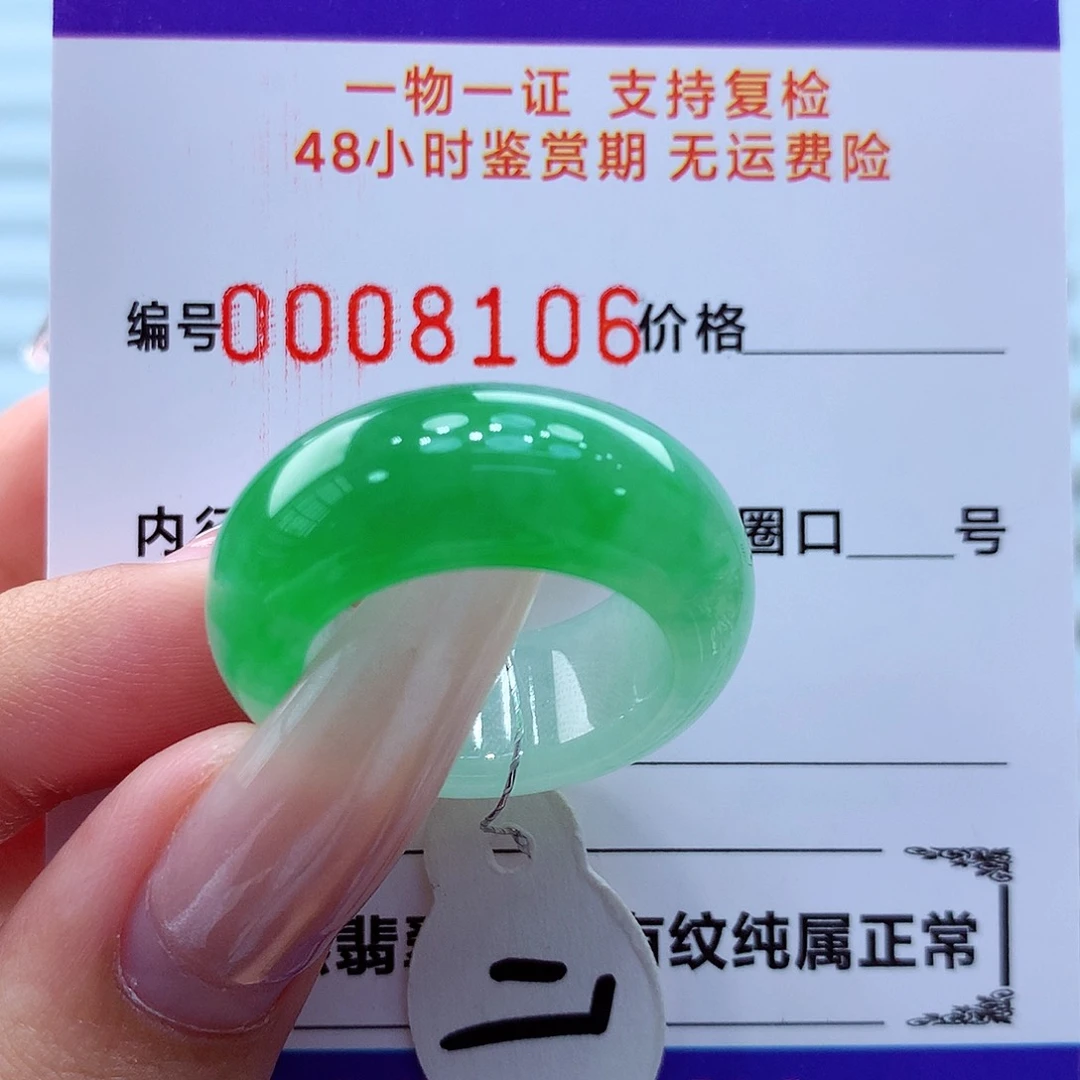 一物一证 支持复检
48小时鉴赏期 无运费险
编号0008106价格
内径 圈口 号
翡 纹纯属正常